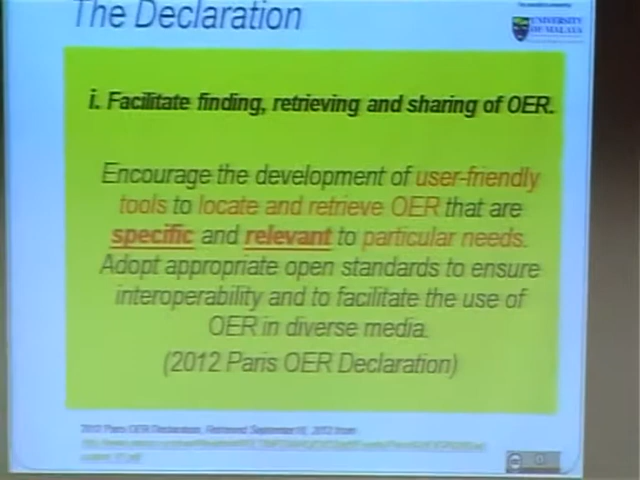 The Declaration
UNIVERSITY
OF MALAYA
i. Facilitate finding, retrieving and sharing of OER.
Encourage the development of user-friendly
tools to locate and retrieve OER that are
specific and relevant to particular needs.
Adopt appropriate open standards to ensure
interoperability and to facilitate the use of
OER in diverse media.
(2012 Paris OER Declaration)
2012 Paris OER Declaration, Retrieved September 2012 from